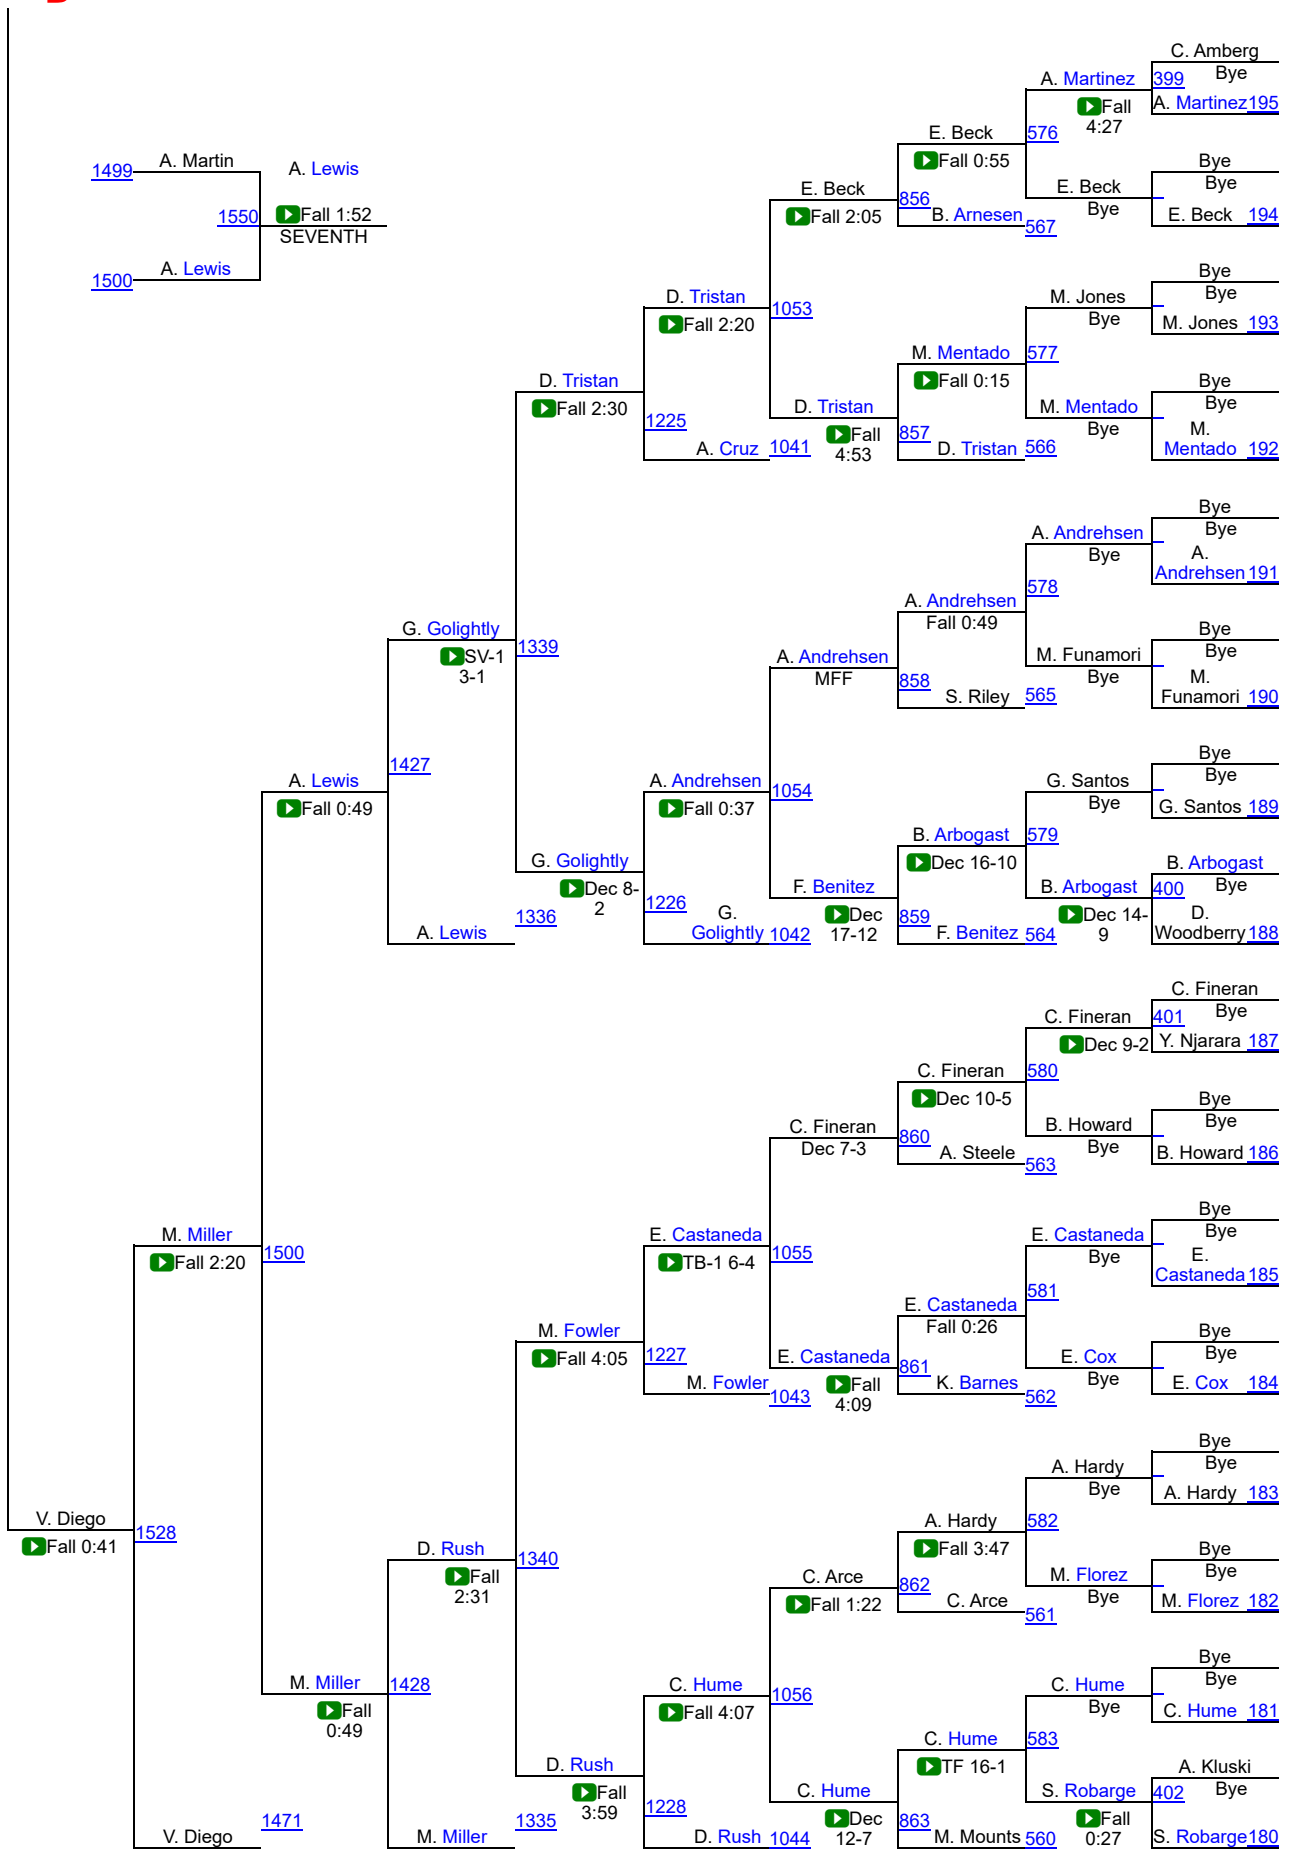 C. Amberg
A. Martinez 399 Bye
Fall 4:27
A. Martinez 195
E. Beck 576
Fall 0:55
A. Martin A. Lewis
1499
Bye
Bye
E. Beck
Bye
E. Beck 194
E. Beck 856
Fall 2:05
B. Arnesen 567
1550 Fall 1:52
SEVENTH
A. Lewis
1500
Bye
Bye
M. Jones
Bye
M. Jones 193
D. Tristan 1053
Fall 2:20
M. Mentado 577
Fall 0:15
D. Tristan
Fall 2:30
Bye
Bye
M. Mentado
Bye
M.
Mentado 192
D. Tristan 857
Fall
4:53
D. Tristan 566
1225
A. Cruz 1041
Bye
Bye
A. Andrehsen
Bye
A.
Andrehsen 191
578
A. Andrehsen
Fall 0:49
G. Golightly 1339
SV-1
3-1
Bye
Bye
M. Funamori
Bye
M.
Funamori 190
A. Andrehsen 858
MFF
S. Riley 565
1427
A. Lewis
Fall 0:49
A. Andrehsen 1054
Fall 0:37
Bye
Bye
G. Santos
Bye
G. Santos 189
B. Arbogast 579
Dec 16-10
G. Golightly
Dec 8-
2
B. Arbogast
B. Arbogast 400 Bye
Dec 14-
9
D.
Woodberry 188
F. Benitez 859
Dec
17-12
F. Benitez 564
1226
G.
Golightly 1042
1336
A. Lewis
C. Fineran
C. Fineran 401 Bye
Dec 9-2
Y. Njarara 187
C. Fineran 580
Dec 10-5
Bye
Bye
B. Howard
Bye
B. Howard 186
C. Fineran 860
Dec 7-3
A. Steele 563
M. Miller 1500
Fall 2:20
E. Castaneda 1055
TB-1 6-4
Bye
Bye
E. Castaneda
Bye
E.
Castaneda 185
581
E. Castaneda
Fall 0:26
M. Fowler
Fall 4:05
Bye
Bye
E. Cox
Bye
E. Cox 184
E. Castaneda 861
Fall
4:09
K. Barnes 562
1227
M. Fowler 1043
Bye
Bye
A. Hardy
Bye
A. Hardy 183
V. Diego 1528
Fall 0:41
A. Hardy 582
Fall 3:47
D. Rush 1340
Fall
2:31
Bye
Bye
M. Florez
Bye
M. Florez 182
C. Arce 862
Fall 1:22
C. Arce 561
M. Miller 1428
Fall
0:49
C. Hume 1056
Fall 4:07
Bye
Bye
C. Hume
Bye
C. Hume 181
C. Hume 583
TF 16-1
D. Rush
Fall
3:59
A. Kluski
S. Robarge 402 Bye
Fall
0:27
S. Robarge 180
C. Hume 863
Dec
12-7
M. Mounts 560
1228
D. Rush 1044
1471
V. Diego
1335
M. Miller